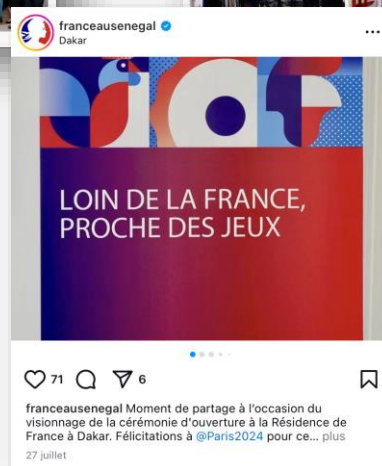 franceausenegal
Dakar
LOIN DE LA FRANCE,
PROCHE DES JEUX
71
6
franceausenegal Moment de partage à l'occasion du
visionnage de la cérémonie d'ouverture à la Résidence de
France à Dakar. Félicitations à @Paris2024 pour ce... plus
27 juillet